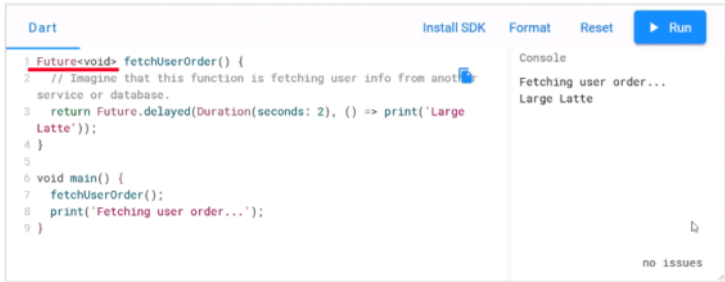 Dart
Install SDK Format Reset Run
1 Future<void> fetchUserOrder() {
2 // Imagine that this function is fetching user info from another
service or database.
3 return Future.delayed(Duration(seconds: 2), () => print('Large
Latte'));
4 }
5
6 void main() {
7 fetchUserOrder();
8 print('Fetching user order...');
9 }
Console
Fetching user order...
Large Latte
no issues